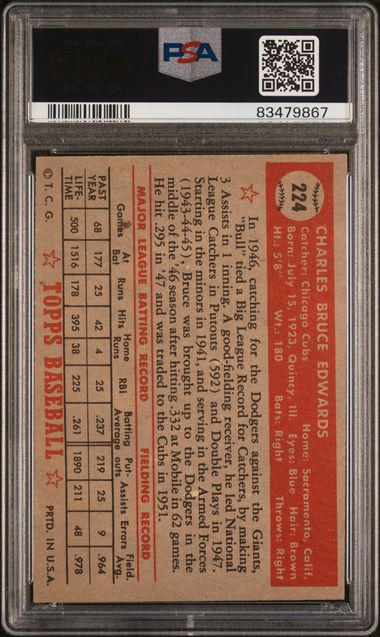 PSA
83479867
224
CHARLES BRUCE EDWARDS
Catcher: Chicago Cubs Home: Sacramento, Calif.
Born: July 15, 1923, Quincy, Ill. Eyes: Blue Hair: Brown
Ht.: 5'8" Wt.: 180 Bats: Right Throws: Right
In 1946, catching for the Dodgers against the Giants,
"Bull" tied a Big League Record for Catchers, by making
3 Assists in 1 inning. A good-fielding receiver, he led National
League Catchers in Putouts (592) and Double Plays in 1947.
Starting in the minors in 1941, and serving in the Armed Forces
(1943-44-45), Bruce was brought up to the Dodgers in the
middle of the '46 season after hitting .332 at Mobile in 62 games.
He hit .295 in '47 and was traded to the Cubs in 1951.
MAJOR LEAGUE BATTING RECORD FIELDING RECORD
Games At Bat Runs Hits Home Runs RBI Batting Average Put-outs Assists Errors Field. Avg.
PAST YEAR 68 177 25 42 4 25 .237 219 25 9 .964
LIFE-TIME 500 1516 178 395 38 225 .261 1890 211 48 .978
© T. C. G. TOPPS BASEBALL PRTD. IN U.S.A.